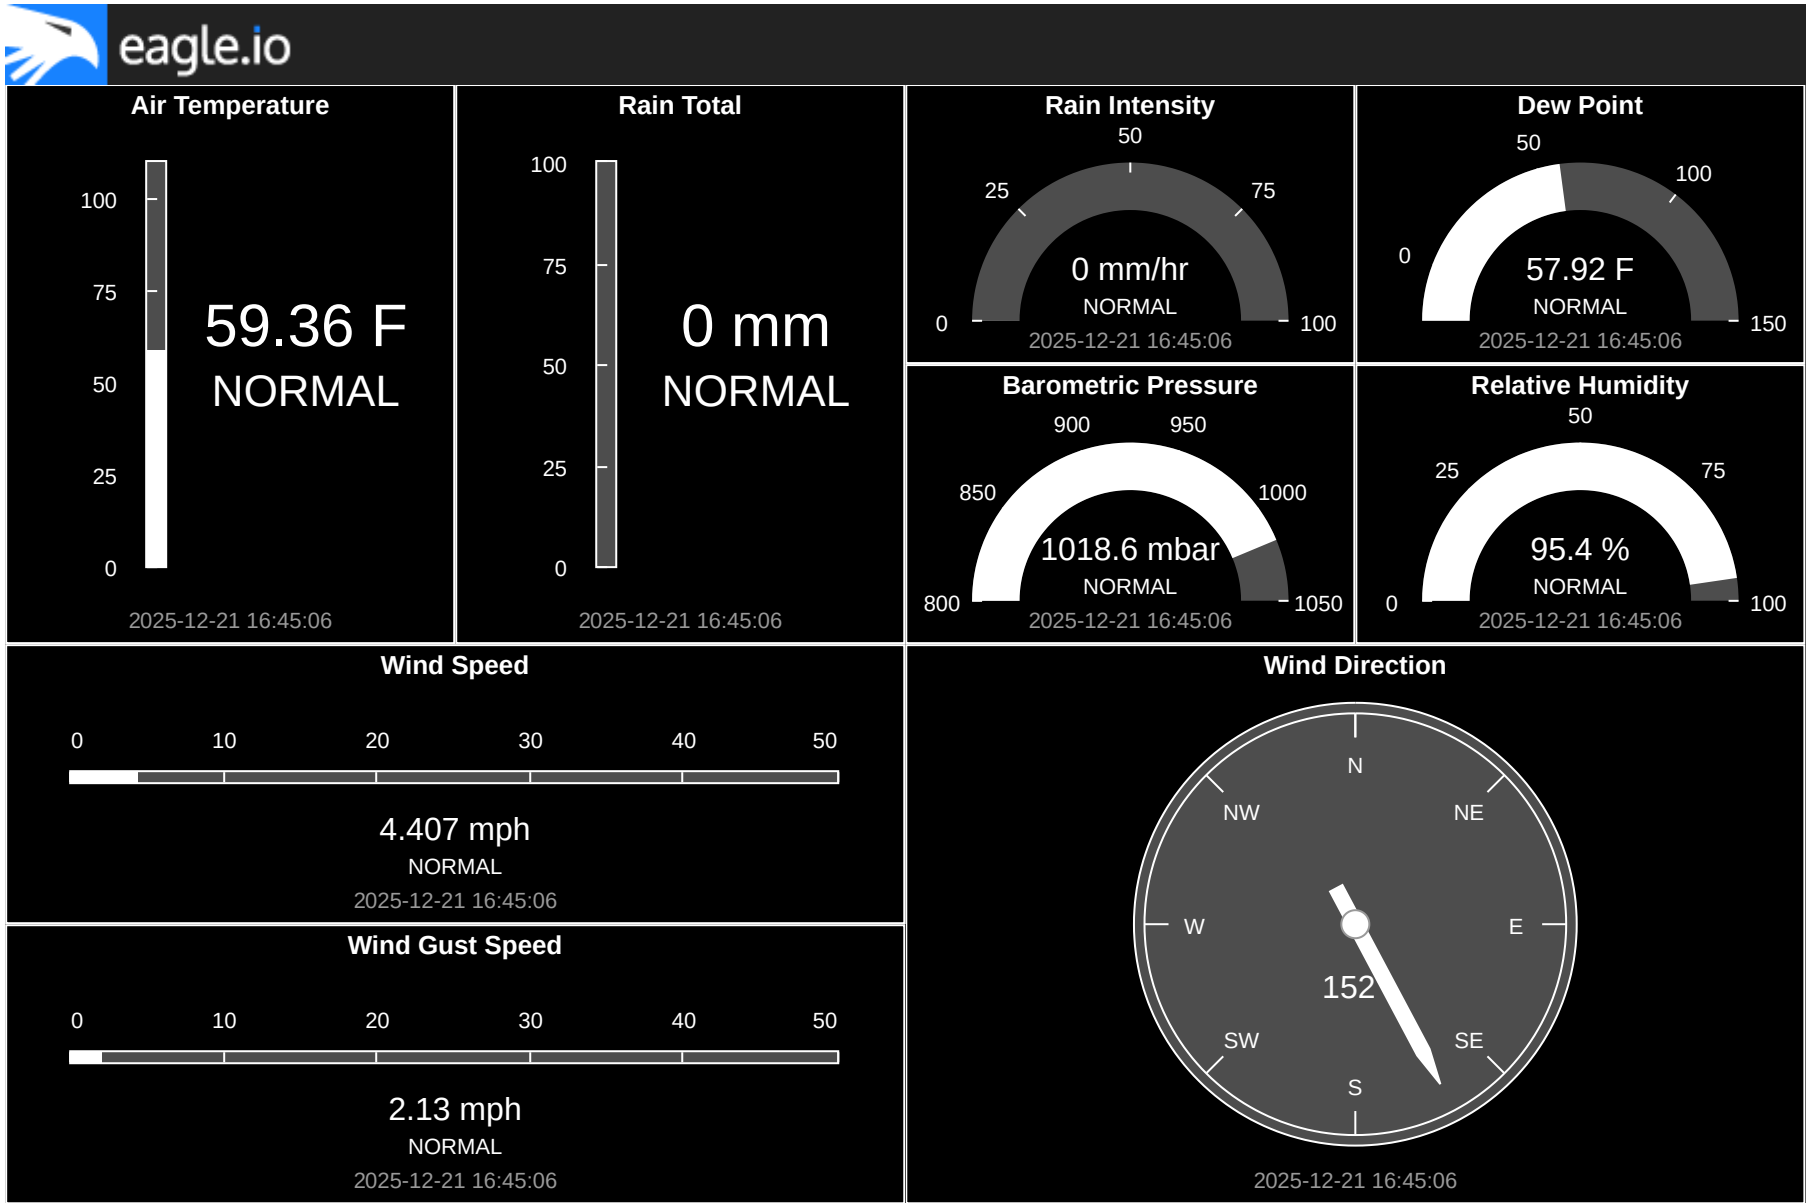 eagle.io
Air Temperature
100
75
50
25
0
59.36 F
NORMAL
2025-12-21 16:45:06
Rain Total
100
75
50
25
0
0 mm
NORMAL
2025-12-21 16:45:06
Rain Intensity
50
25
75
0
100
0 mm/hr
NORMAL
2025-12-21 16:45:06
Dew Point
50
100
0
150
57.92 F
NORMAL
2025-12-21 16:45:06
Barometric Pressure
900
950
850
1000
800
1050
1018.6 mbar
NORMAL
2025-12-21 16:45:06
Relative Humidity
50
25
75
0
100
95.4 %
NORMAL
2025-12-21 16:45:06
Wind Speed
0 10 20 30 40 50
4.407 mph
NORMAL
2025-12-21 16:45:06
Wind Gust Speed
0 10 20 30 40 50
2.13 mph
NORMAL
2025-12-21 16:45:06
Wind Direction
N
NW
NE
W
E
152
SW
SE
S
2025-12-21 16:45:06